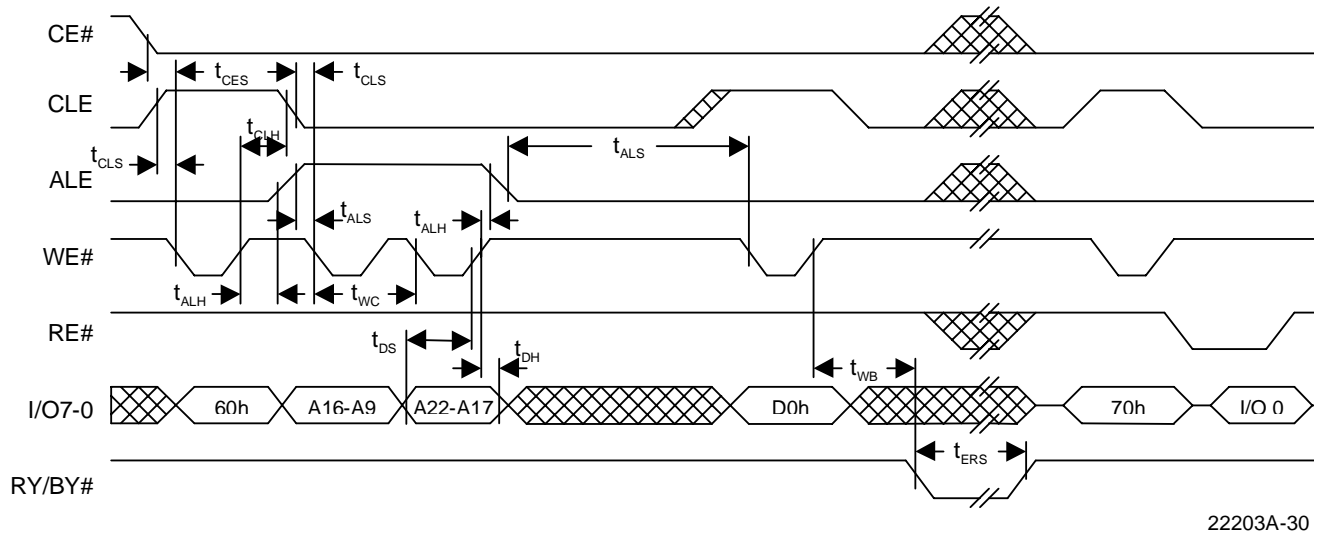 CE#
t_CES
t_CLS
CLE
t_CLH
t_CLS
t_ALS
ALE
t_ALS
t_ALH
WE#
t_ALH
t_WC
RE#
t_DS
t_DH
t_WB
I/O7-0
60h
A16-A9
A22-A17
D0h
70h
I/O 0
t_ERS
RY/BY#
22203A-30